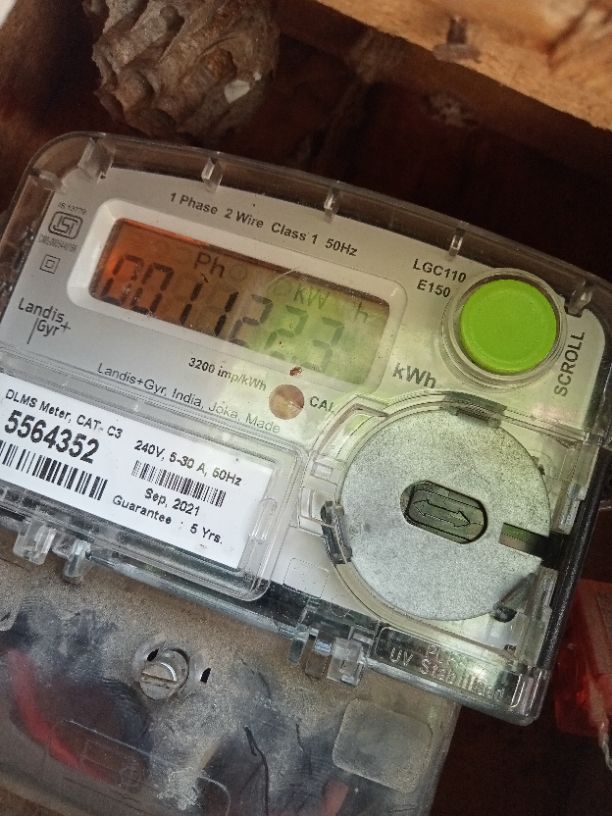 1 Phase 2 Wire Class 1 50Hz
LGC110
E150
Ph
kW h
kWh
SCROLL
Landis
Gyr+
3200 imp/kWh
CAL
Landis+Gyr, India, Joka, Made
DLMS Meter, CAT- C3
5564352
240V, 5-30 A, 50Hz
Sep, 2021
Guarantee : 5 Yrs.
UV Stabilised